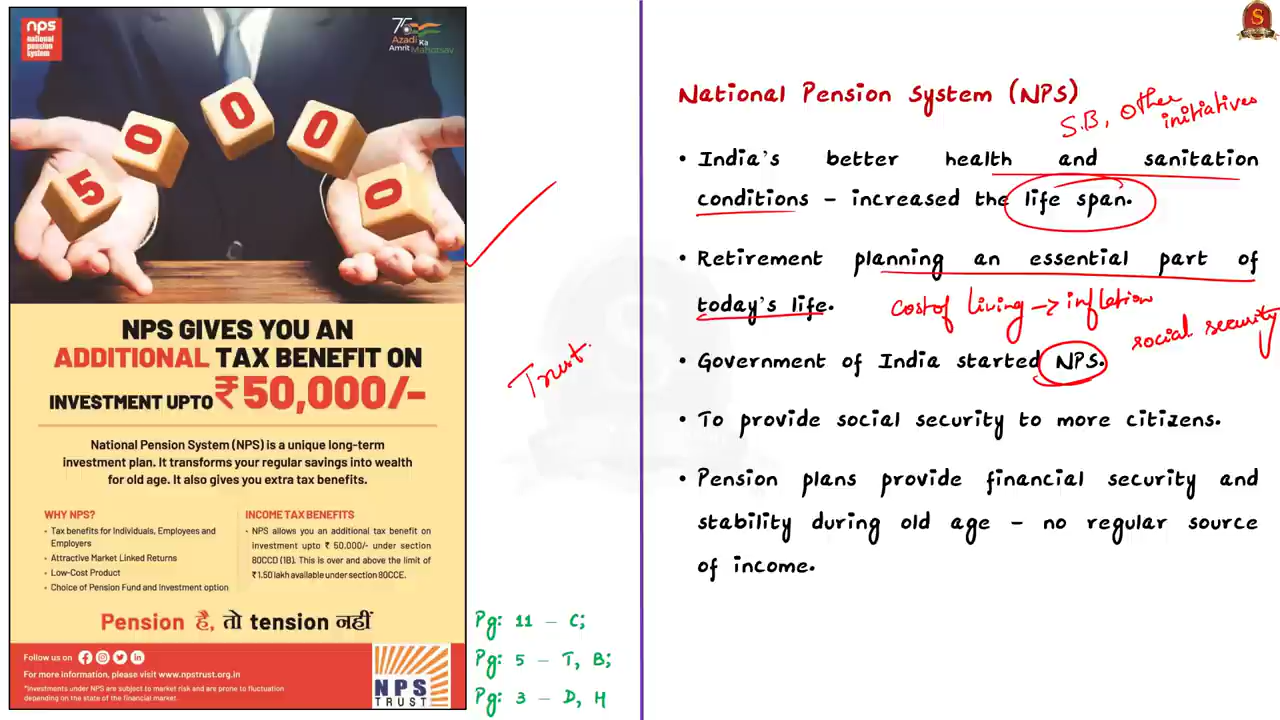 nps
national
pension
system
75
Azadi Ka
Amrit Mahotsav
5
0
0
0
0
NPS GIVES YOU AN
ADDITIONAL TAX BENEFIT ON
INVESTMENT UPTO ₹50,000/-
National Pension System (NPS) is a unique long-term
investment plan. It transforms your regular savings into wealth
for old age. It also gives you extra tax benefits.
WHY NPS?
• Tax benefits for Individuals, Employees and
Employers
• Attractive Market Linked Returns
• Low-Cost Product
• Choice of Pension Fund and Investment option
INCOME TAX BENEFITS
• NPS allows you an additional tax benefit on
investment upto ₹ 50,000/- under section
80CCD (1B). This is over and above the limit of
₹1.50 lakh available under section 80CCE.
Pension है, तो tension नहीं
Follow us on
For more information, please visit www.npstrust.org.in
*Investments under NPS are subject to market risk and are prone to fluctuation
depending on the state of the financial market.
NPS
TRUST
Trust.
Pg: 11 – C;
Pg: 5 – T, B;
Pg: 3 – D, H
S
National Pension System (NPS)
S.B, Other
initiatives
• India's better health and sanitation
conditions – increased the life span.
• Retirement planning an essential part of
today's life.
cost of living → inflation
social security
• Government of India started NPS.
• To provide social security to more citizens.
• Pension plans provide financial security and
stability during old age – no regular source
of income.